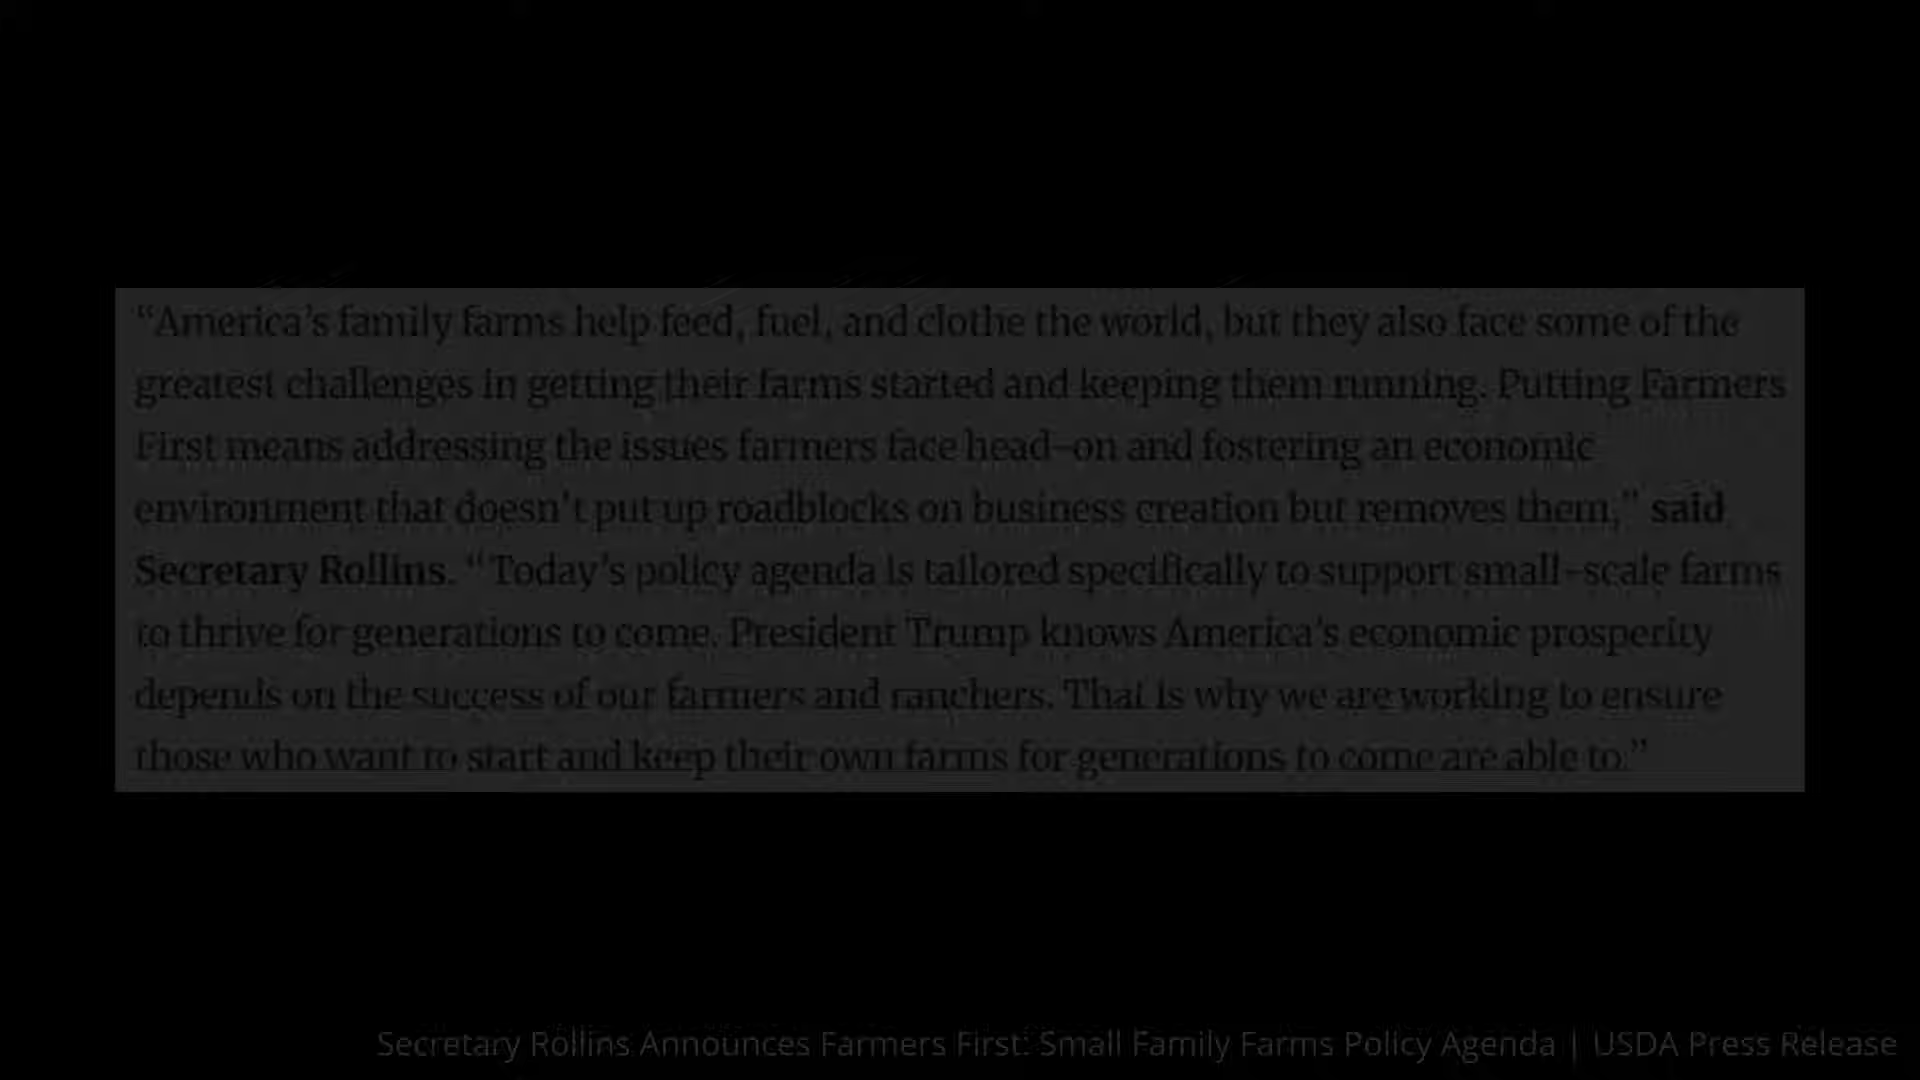 “America’s family farms help feed, fuel, and clothe the world, but they also face some of the
greatest challenges in getting their farms started and keeping them running. Putting Farmers
First means addressing the issues farmers face head-on and fostering an economic
environment that doesn’t put up roadblocks on business creation but removes them,” said
Secretary Rollins. “Today’s policy agenda is tailored specifically to support small-scale farms
to thrive for generations to come. President Trump knows America’s economic prosperity
depends on the success of our farmers and ranchers. That is why we are working to ensure
those who want to start and keep their own farms for generations to come are able to.”
Secretary Rollins Announces Farmers First: Small Family Farms Policy Agenda | USDA Press Release